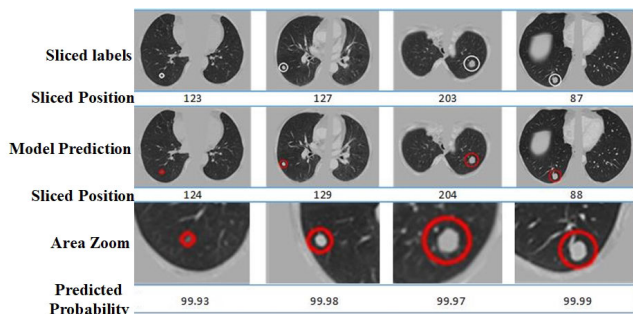 Sliced labels
Sliced Position 123 127 203 87
Model Prediction
Sliced Position 124 129 204 88
Area Zoom
Predicted
Probability 99.93 99.98 99.97 99.99